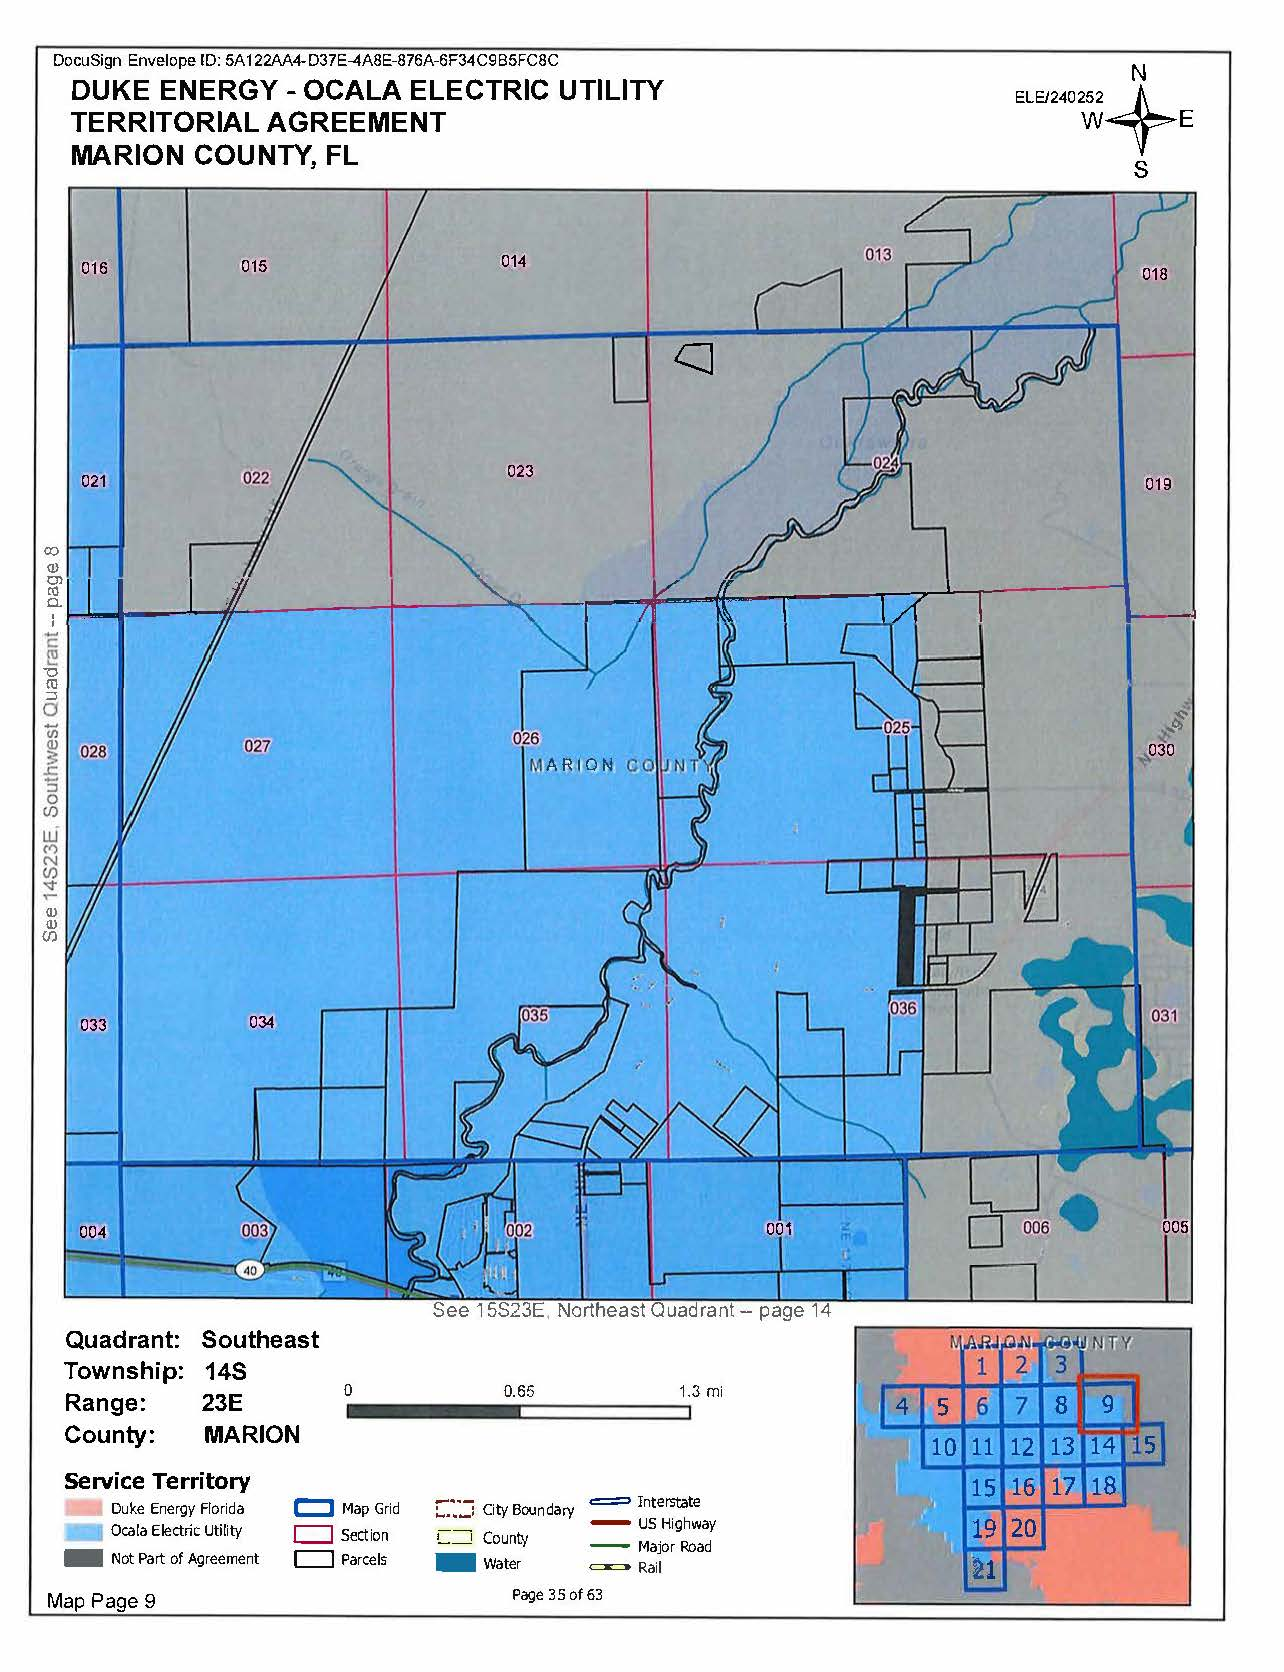 DocuSign Envelope ID: 5A122AA4-D37E-4A8E-876A-6F34C9B5FC8C
DUKE ENERGY - OCALA ELECTRIC UTILITY
TERRITORIAL AGREEMENT
MARION COUNTY, FL
ELE/240252
N
W
E
S
016
015
014
013
018
021
022
023
024
019
028
027
026
025
030
MARION COUNTY
033
034
035
036
031
004
003
002
001
006
005
40
See 14S23E, Southwest Quadrant -- page 8
See 15S23E, Northeast Quadrant -- page 14
Quadrant: Southeast
Township: 14S
Range: 23E
County: MARION
0 0.65 1.3 mi
Service Territory
Duke Energy Florida
Ocala Electric Utility
Not Part of Agreement
Map Grid
Section
Parcels
City Boundary
County
Water
Interstate
US Highway
Major Road
Rail
MARION COUNTY
1 2 3
4 5 6 7 8 9
10 11 12 13 14 15
15 16 17 18
19 20
21
Map Page 9
Page 35 of 63